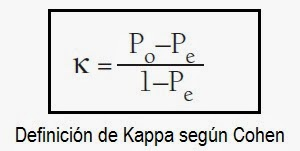 κ = Po–Pe
1–Pe
Definición de Kappa según Cohen